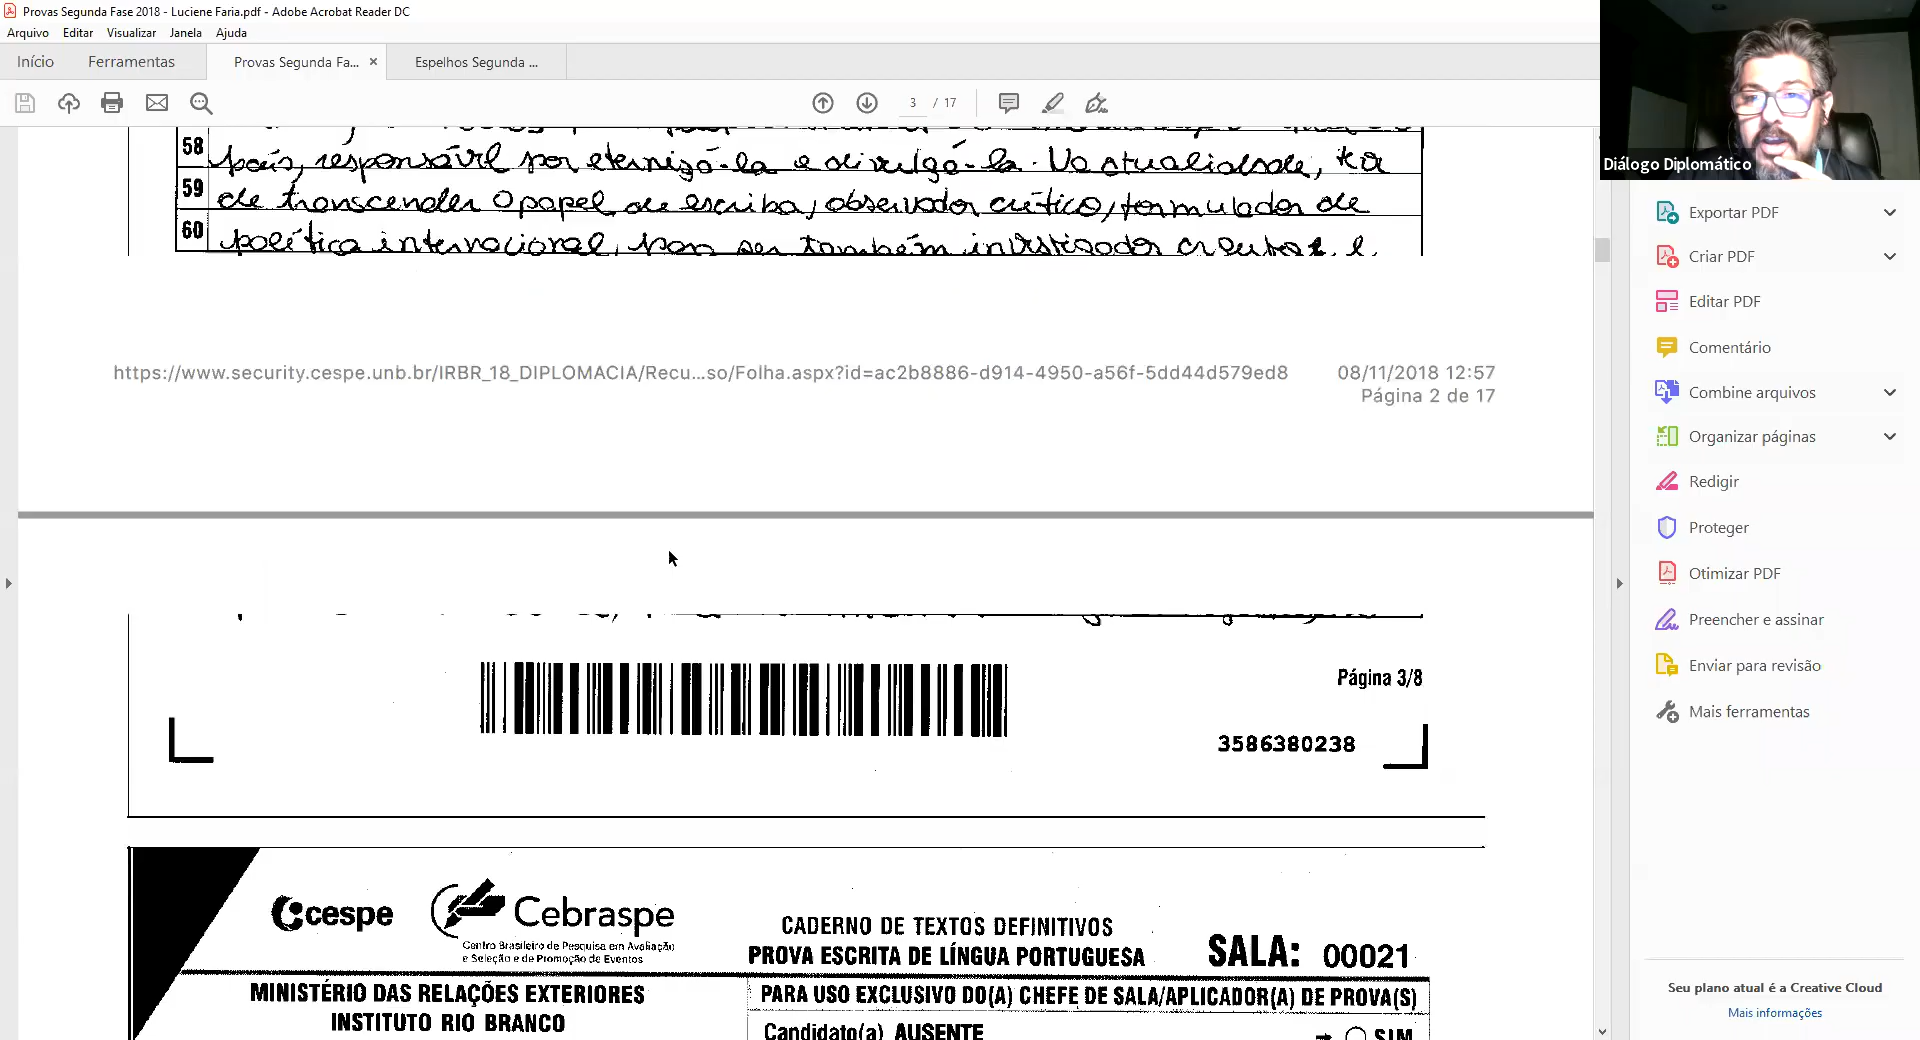 Provas Segunda Fase 2018 - Luciene Faria.pdf - Adobe Acrobat Reader DC
Arquivo Editar Visualizar Janela Ajuda
Início Ferramentas Provas Segunda Fa... × Espelhos Segunda ...
3 / 17
Diálogo Diplomático
58 país, responsável por eternizá-la e divulgá-la. Na atualidade,
59 de transcender o papel de escriba, observador crítico, formulador de
60 política internacional, para ser também investigador
https://www.security.cespe.unb.br/IRBR_18_DIPLOMACIA/Recu...so/Folha.aspx?id=ac2b8886-d914-4950-a56f-5dd44d579ed8 08/11/2018 12:57
Página 2 de 17
Página 3/8
3586380238
cespe Cebraspe
Centro Brasileiro de Pesquisa em Avaliação
e Seleção e de Promoção de Eventos
CADERNO DE TEXTOS DEFINITIVOS
PROVA ESCRITA DE LÍNGUA PORTUGUESA
SALA: 00021
MINISTÉRIO DAS RELAÇÕES EXTERIORES
INSTITUTO RIO BRANCO
PARA USO EXCLUSIVO DO(A) CHEFE DE SALA/APLICADOR(A) DE PROVA(S)
Candidato(a) AUSENTE SIM
Exportar PDF
Criar PDF
Editar PDF
Comentário
Combine arquivos
Organizar páginas
Redigir
Proteger
Otimizar PDF
Preencher e assinar
Enviar para revisão
Mais ferramentas
Seu plano atual é a Creative Cloud
Mais informações